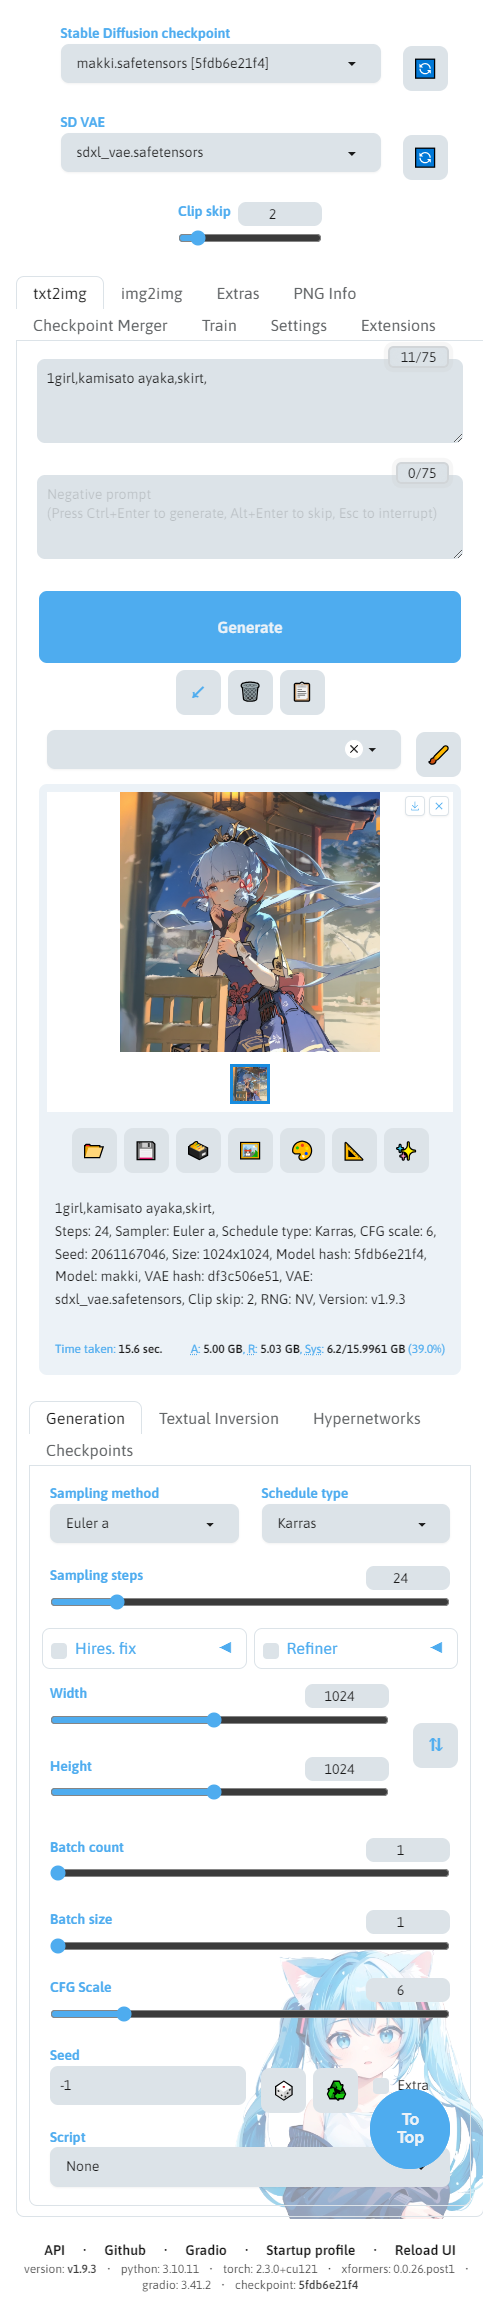 Stable Diffusion checkpoint
makki.safetensors [5fdb6e21f4]
SD VAE
sdxl_vae.safetensors
Clip skip 2
txt2img img2img Extras PNG Info
Checkpoint Merger Train Settings Extensions
11/75
1girl,kamisato ayaka,skirt,
0/75
Negative prompt
(Press Ctrl+Enter to generate, Alt+Enter to skip, Esc to interrupt)
Generate
1girl,kamisato ayaka,skirt,
Steps: 24, Sampler: Euler a, Schedule type: Karras, CFG scale: 6,
Seed: 2061167046, Size: 1024x1024, Model hash: 5fdb6e21f4,
Model: makki, VAE hash: df3c506e51, VAE:
sdxl_vae.safetensors, Clip skip: 2, RNG: NV, Version: v1.9.3
Time taken: 15.6 sec. A: 5.00 GB, R: 5.03 GB, Sys: 6.2/15.9961 GB (39.0%)
Generation Textual Inversion Hypernetworks
Checkpoints
Sampling method Schedule type
Euler a Karras
Sampling steps 24
Hires. fix Refiner
Width 1024
Height 1024
Batch count 1
Batch size 1
CFG Scale 6
Seed
-1 Extra
To
Top
Script
None
API · Github · Gradio · Startup profile · Reload UI
version: v1.9.3 · python: 3.10.11 · torch: 2.3.0+cu121 · xformers: 0.0.26.post1 ·
gradio: 3.41.2 · checkpoint: 5fdb6e21f4